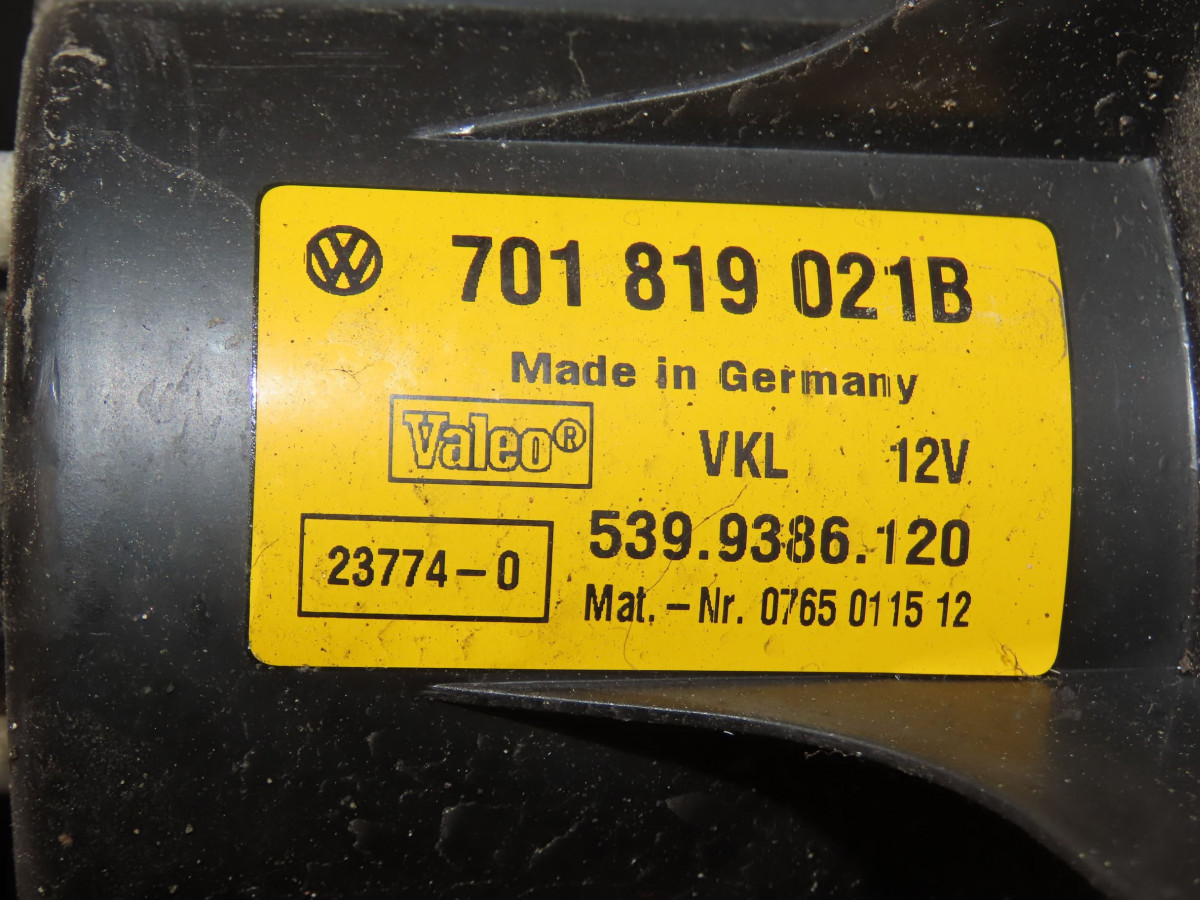 VW 701 819 021B
Made in Germany
Valeo® VKL 12V
23774-0 539.9386.120
Mat.-Nr. 0765 0115 12